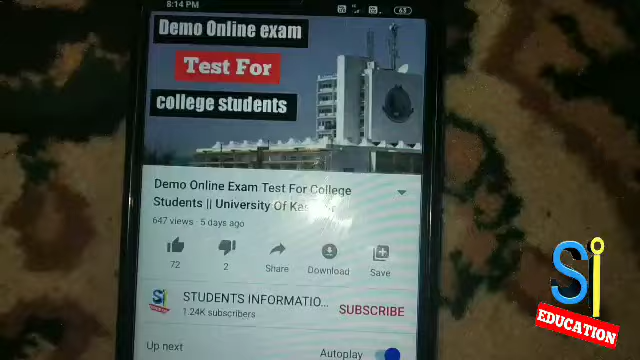 8:14 PM
63
Demo Online exam
Test For
college students
Demo Online Exam Test For College
Students || University Of
647 views · 5 days ago
72
2
Share
Download
Save
STUDENTS INFORMATIO...
1.24K subscribers
SUBSCRIBE
Up next
Autoplay
Si
EDUCATION